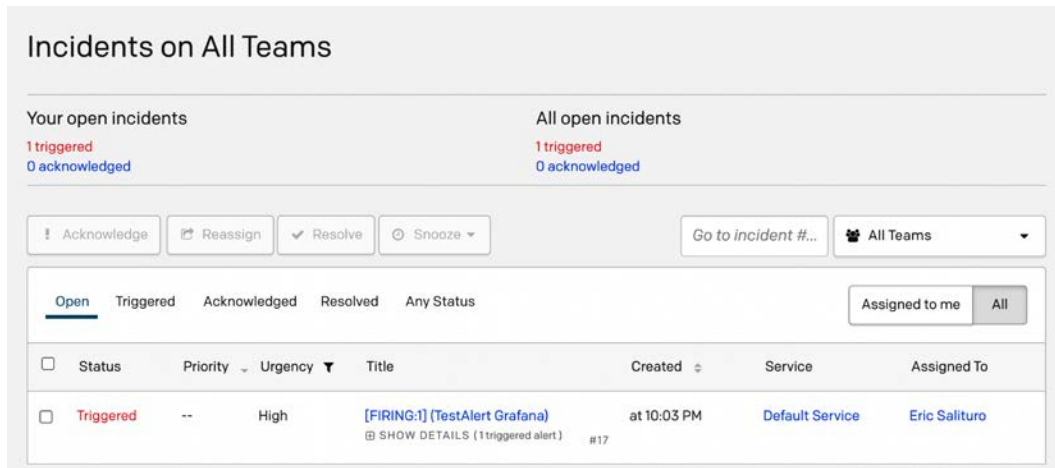 Incidents on All Teams
Your open incidents All open incidents
1 triggered 1 triggered
0 acknowledged 0 acknowledged
! Acknowledge Reassign Resolve Snooze Go to incident #... All Teams
Open Triggered Acknowledged Resolved Any Status Assigned to me All
Status Priority Urgency Title Created Service Assigned To
Triggered -- High [FIRING:1] (TestAlert Grafana) at 10:03 PM Default Service Eric Salituro
SHOW DETAILS (1 triggered alert) #17